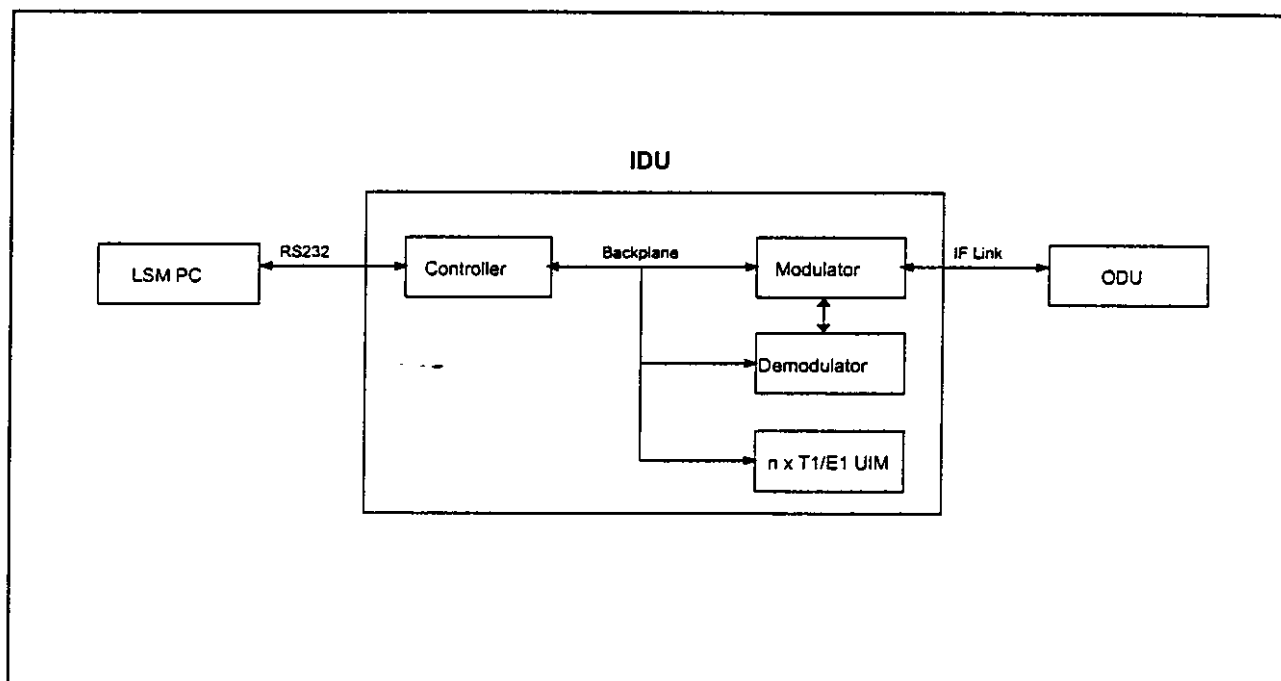 IDU
RS232
Backplane
IF Link
LSM PC
Controller
Modulator
ODU
Demodulator
n x T1/E1 UIM